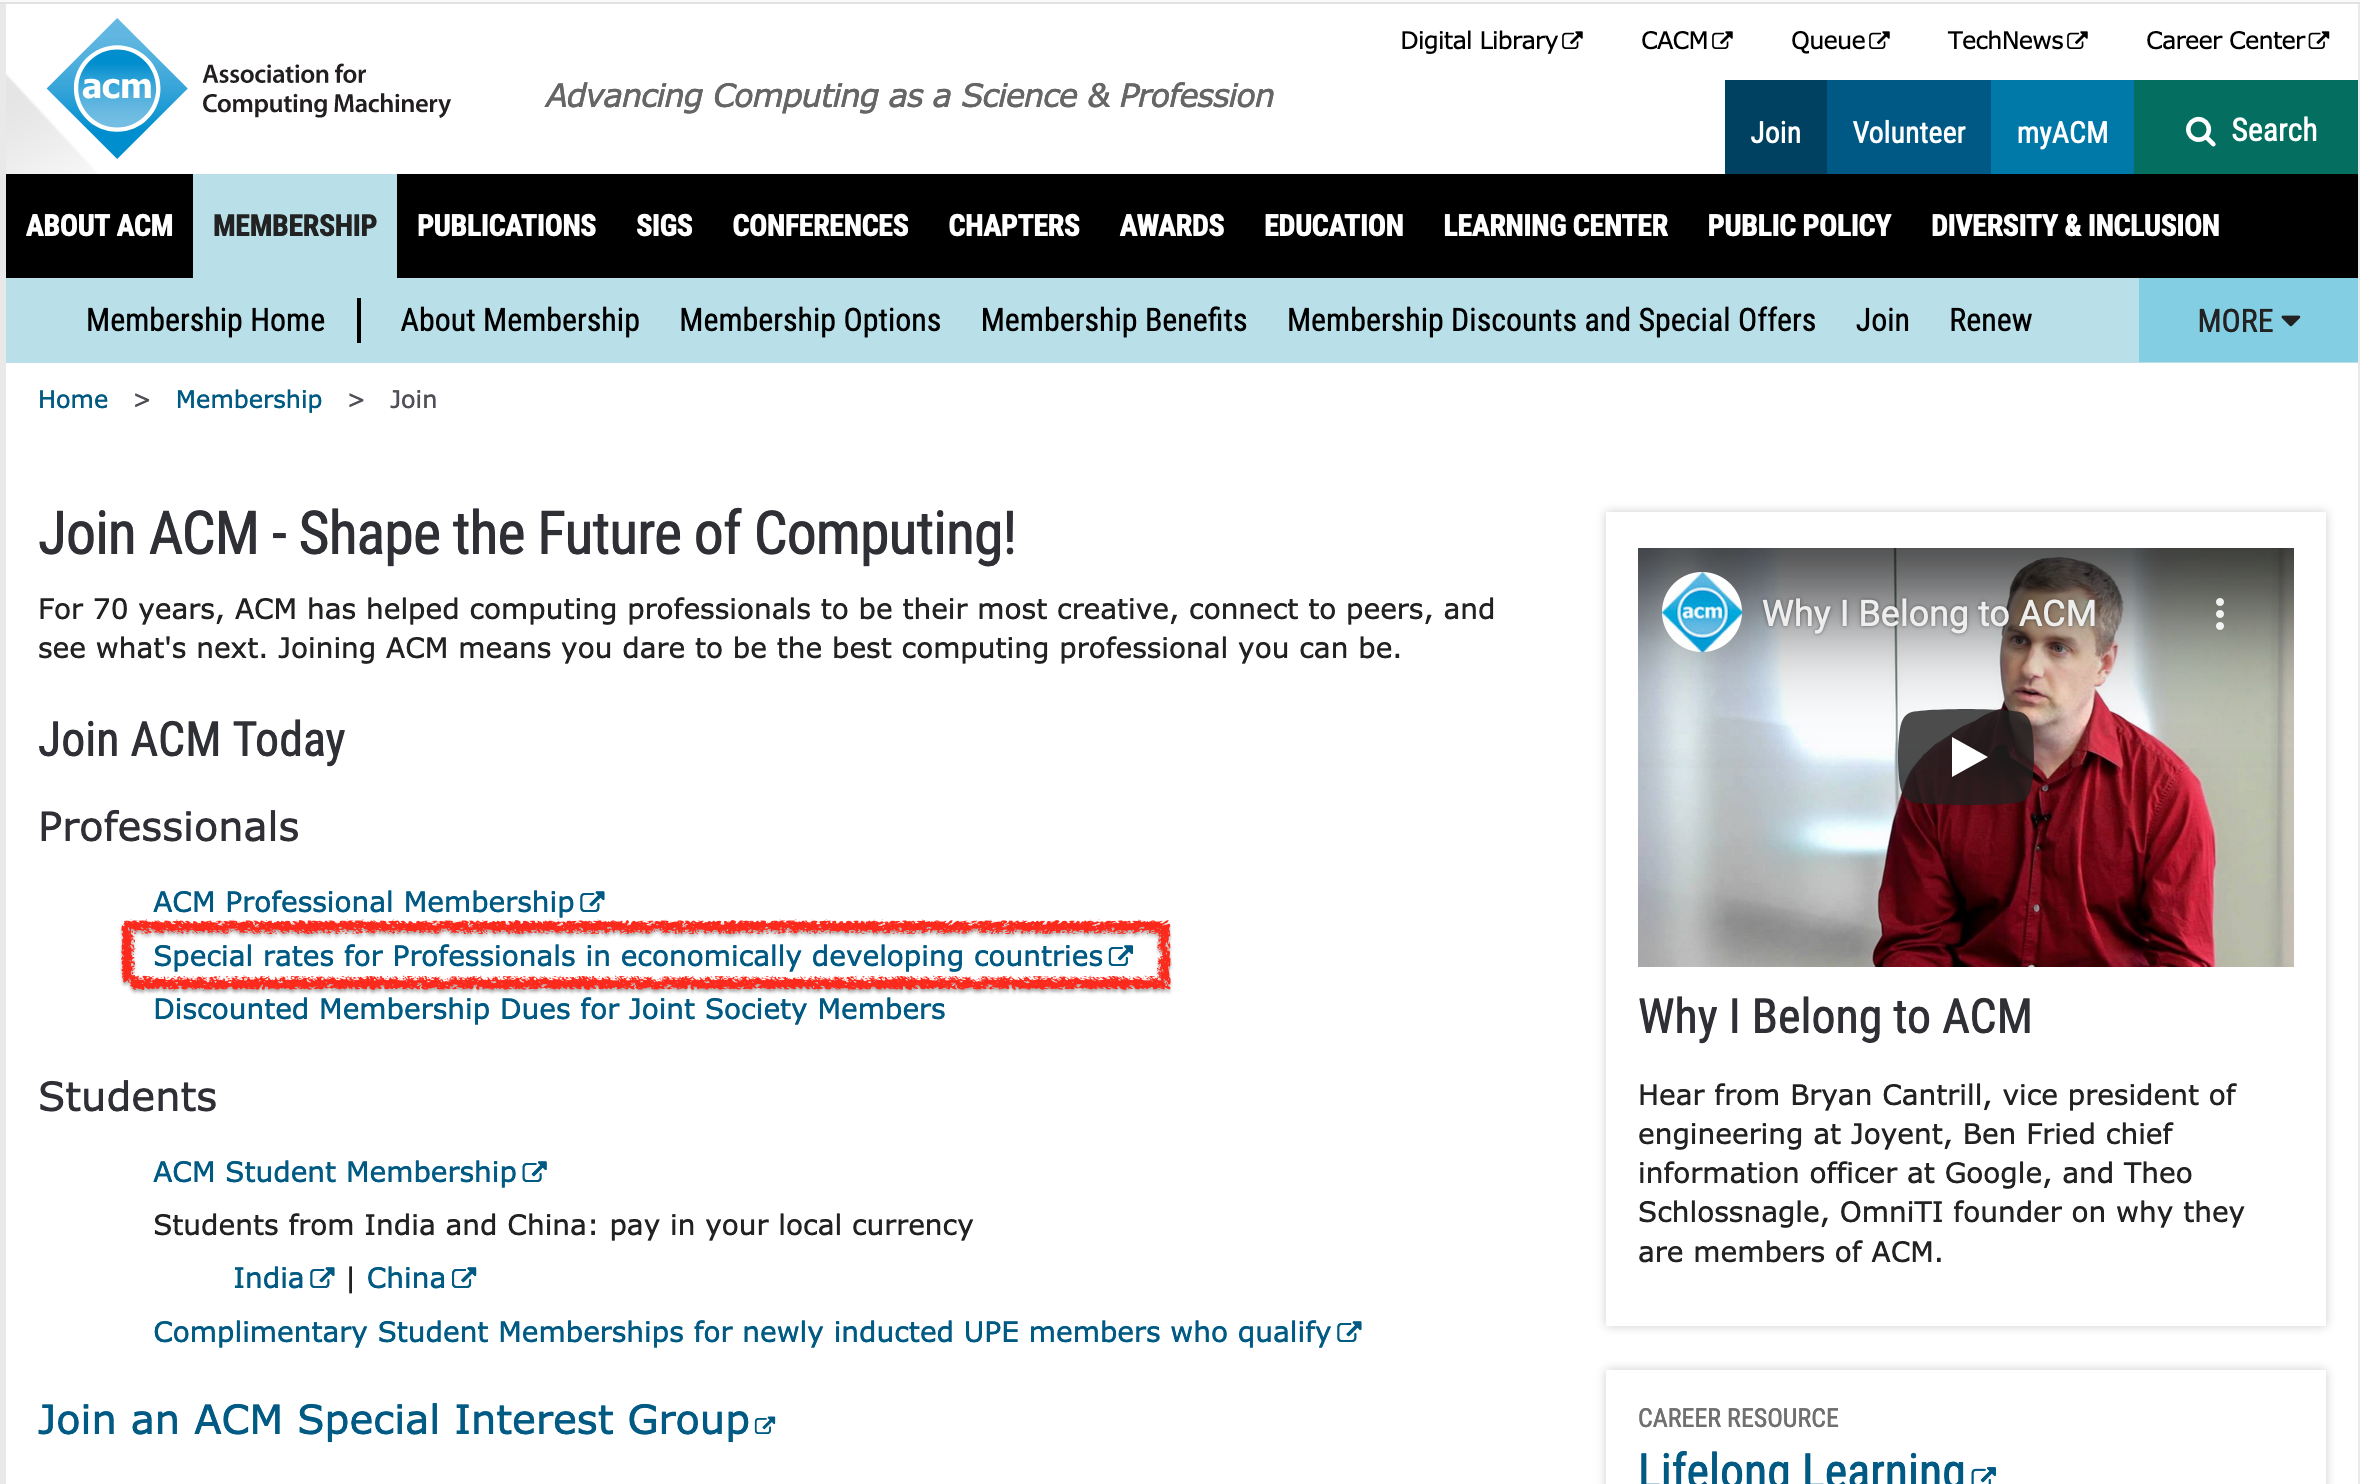 Digital Library
CACM
Queue
TechNews
Career Center
acm
Association for
Computing Machinery
Advancing Computing as a Science & Profession
Join
Volunteer
myACM
Search
ABOUT ACM
MEMBERSHIP
PUBLICATIONS
SIGS
CONFERENCES
CHAPTERS
AWARDS
EDUCATION
LEARNING CENTER
PUBLIC POLICY
DIVERSITY & INCLUSION
Membership Home
About Membership
Membership Options
Membership Benefits
Membership Discounts and Special Offers
Join
Renew
MORE
Home > Membership > Join
Join ACM - Shape the Future of Computing!
For 70 years, ACM has helped computing professionals to be their most creative, connect to peers, and
see what's next. Joining ACM means you dare to be the best computing professional you can be.
Join ACM Today
Professionals
ACM Professional Membership
Special rates for Professionals in economically developing countries
Discounted Membership Dues for Joint Society Members
Students
ACM Student Membership
Students from India and China: pay in your local currency
India | China
Complimentary Student Memberships for newly inducted UPE members who qualify
Join an ACM Special Interest Group
acm
Why I Belong to ACM
Why I Belong to ACM
Hear from Bryan Cantrill, vice president of
engineering at Joyent, Ben Fried chief
information officer at Google, and Theo
Schlossnagle, OmniTI founder on why they
are members of ACM.
CAREER RESOURCE
Lifelong Learning